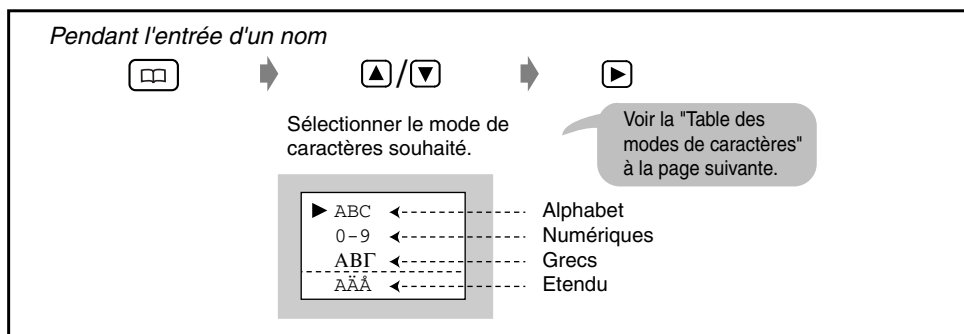 Pendant l'entrée d'un nom
/
Sélectionner le mode de
caractères souhaité.
Voir la "Table des
modes de caractères"
à la page suivante.
ABC Alphabet
0-9 Numériques
ΑΒΓ Grecs
AÄÅ Etendu